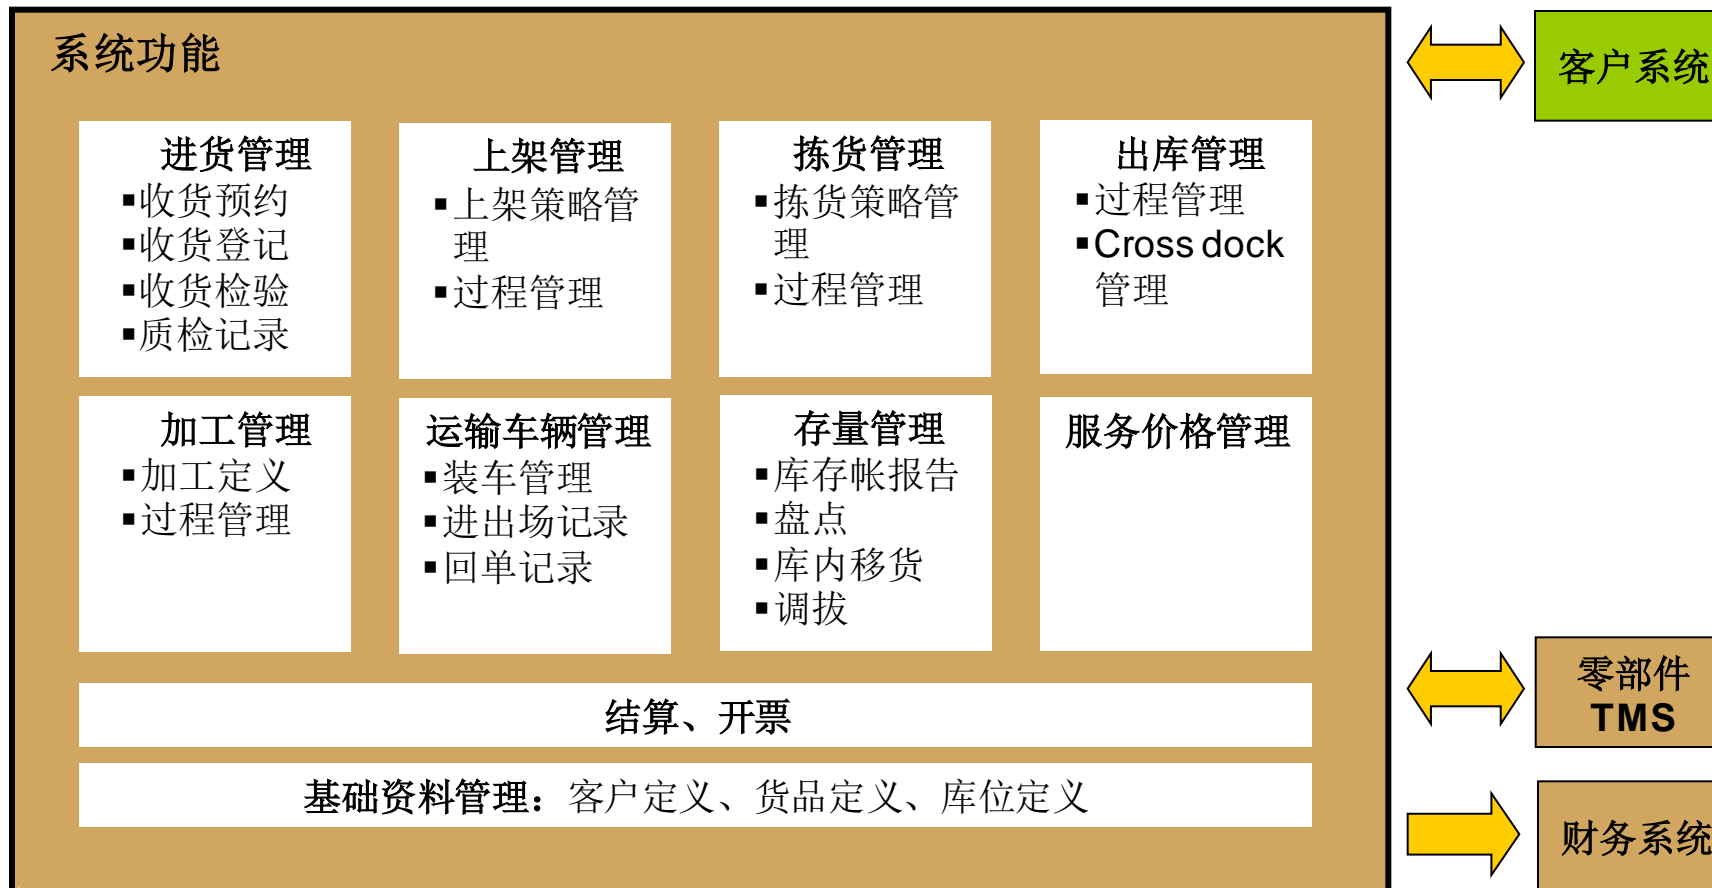 系统功能
客户系统
进货管理
▪收货预约
▪收货登记
▪收货检验
▪质检记录
上架管理
▪上架策略管
理
▪过程管理
拣货管理
▪拣货策略管
理
▪过程管理
出库管理
▪过程管理
▪Cross dock
管理
加工管理
▪加工定义
▪过程管理
运输车辆管理
▪装车管理
▪进出场记录
▪回单记录
存量管理
▪库存帐报告
▪盘点
▪库内移货
▪调拔
服务价格管理
零部件
TMS
结算、开票
基础资料管理：客户定义、货品定义、库位定义
财务系统